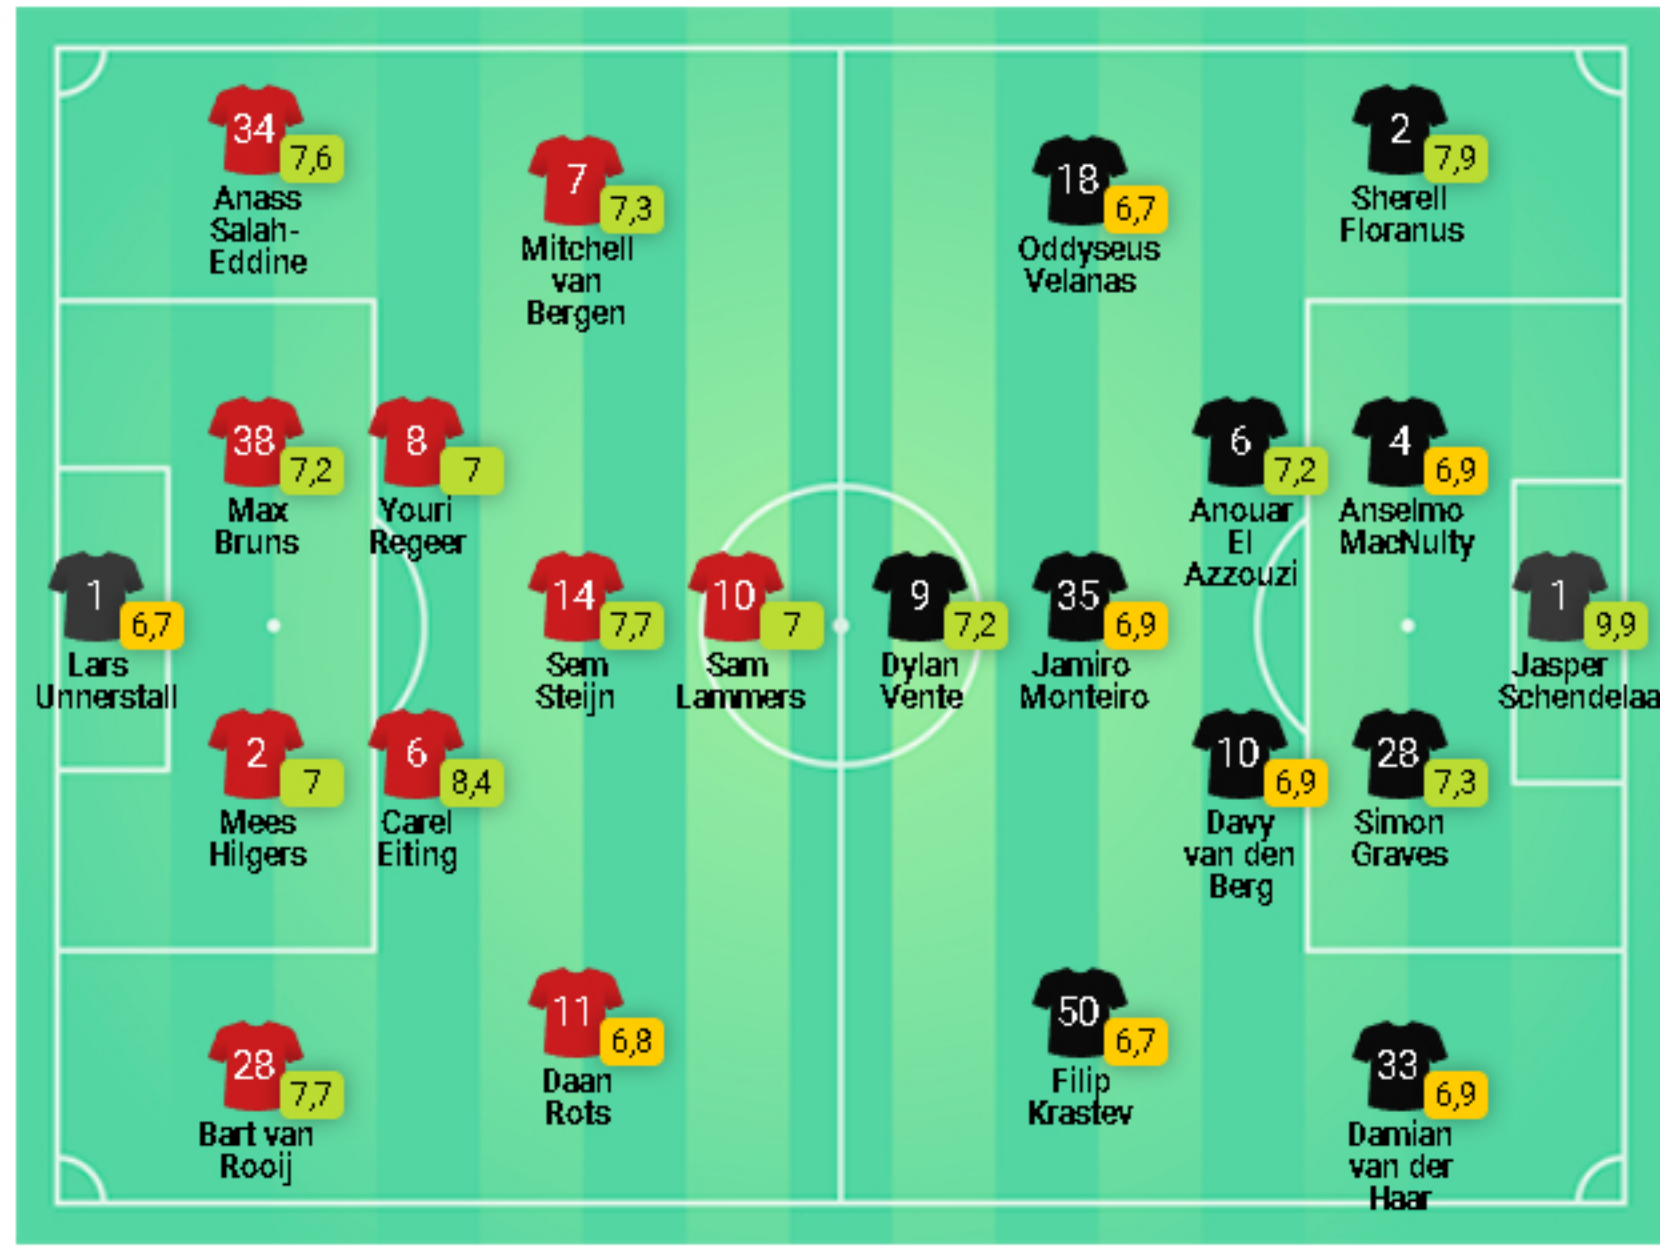 34
7,6
Anass
Salah-
Eddine
7
7,3
Mitchell
van
Bergen
18
6,7
Oddyseus
Velanas
2
7,9
Sherell
Floranus
38
7,2
Max
Bruns
8
7
Youri
Regeer
6
7,2
Anouar
El
Azzouzi
4
6,9
Anselmo
MacNulty
1
6,7
Lars
Unnerstall
14
7,7
Sem
Steijn
10
7
Sam
Lammers
9
7,2
Dylan
Vente
35
6,9
Jamiro
Monteiro
1
9,9
Jasper
Schendelaa
2
7
Mees
Hilgers
6
8,4
Carel
Eiting
10
6,9
Davy
van den
Berg
28
7,3
Simon
Graves
28
7,7
Bart van
Rooij
11
6,8
Daan
Rots
50
6,7
Filip
Krastev
33
6,9
Damian
van der
Haar